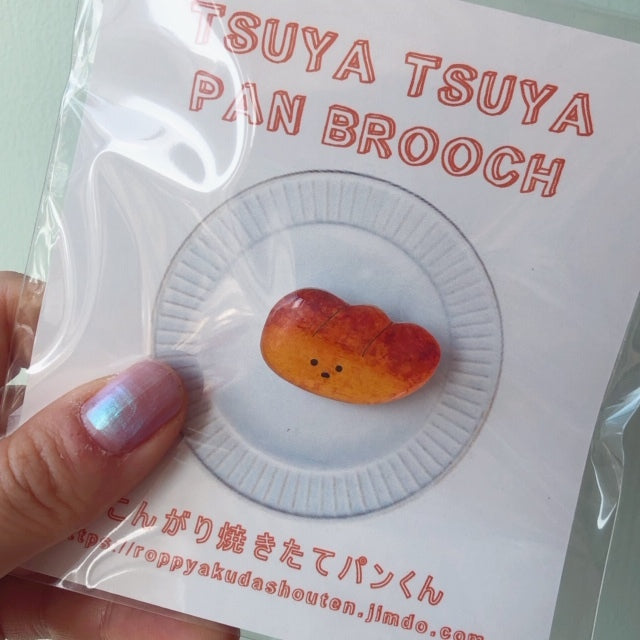 TSUYA TSUYA
PAN BROOCH
こんがり焼きたてパンくん
https://roppyakudashouten.jimdo.com